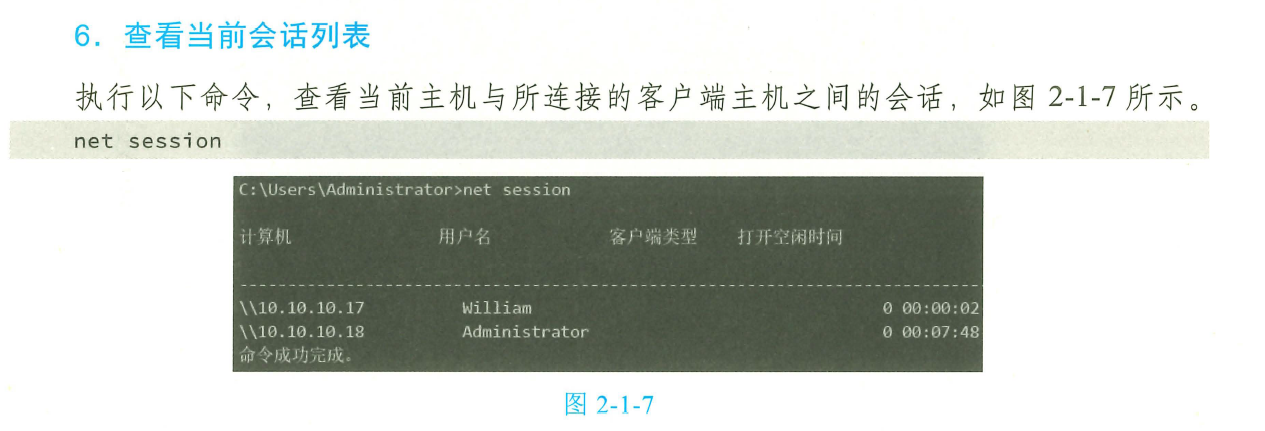 6. 查看当前会话列表
执行以下命令，查看当前主机与所连接的客户端主机之间的会话，如图 2-1-7 所示。
net session
C:\Users\Administrator>net session
计算机 用户名 客户端类型 打开空闲时间
-------------------------------------------------------------------------------
\\10.10.10.17 William 0 00:00:02
\\10.10.10.18 Administrator 0 00:07:48
命令成功完成。
图 2-1-7